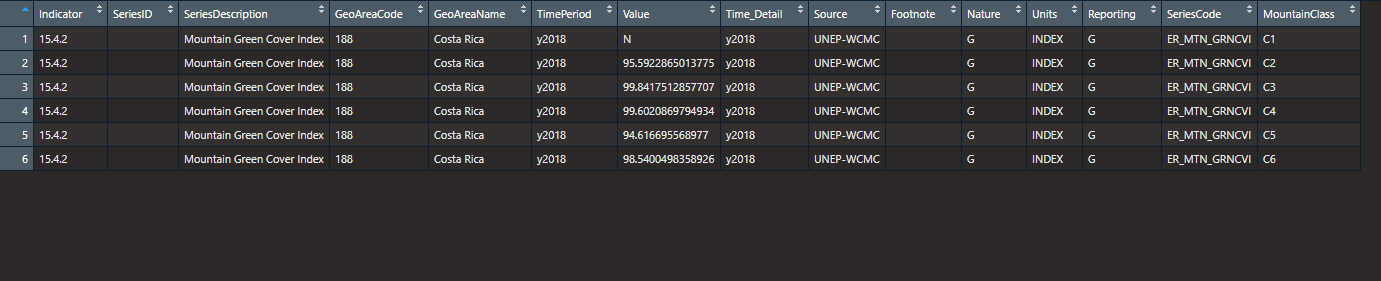 Indicator SeriesID SeriesDescription GeoAreaCode GeoAreaName TimePeriod Value Time_Detail Source Footnote Nature Units Reporting SeriesCode MountainClass
1 15.4.2 Mountain Green Cover Index 188 Costa Rica y2018 N y2018 UNEP-WCMC G INDEX G ER_MTN_GRNCVI C1
2 15.4.2 Mountain Green Cover Index 188 Costa Rica y2018 95.5922865013775 y2018 UNEP-WCMC G INDEX G ER_MTN_GRNCVI C2
3 15.4.2 Mountain Green Cover Index 188 Costa Rica y2018 99.8417512857707 y2018 UNEP-WCMC G INDEX G ER_MTN_GRNCVI C3
4 15.4.2 Mountain Green Cover Index 188 Costa Rica y2018 99.6020869794934 y2018 UNEP-WCMC G INDEX G ER_MTN_GRNCVI C4
5 15.4.2 Mountain Green Cover Index 188 Costa Rica y2018 94.616695568977 y2018 UNEP-WCMC G INDEX G ER_MTN_GRNCVI C5
6 15.4.2 Mountain Green Cover Index 188 Costa Rica y2018 98.5400498358926 y2018 UNEP-WCMC G INDEX G ER_MTN_GRNCVI C6